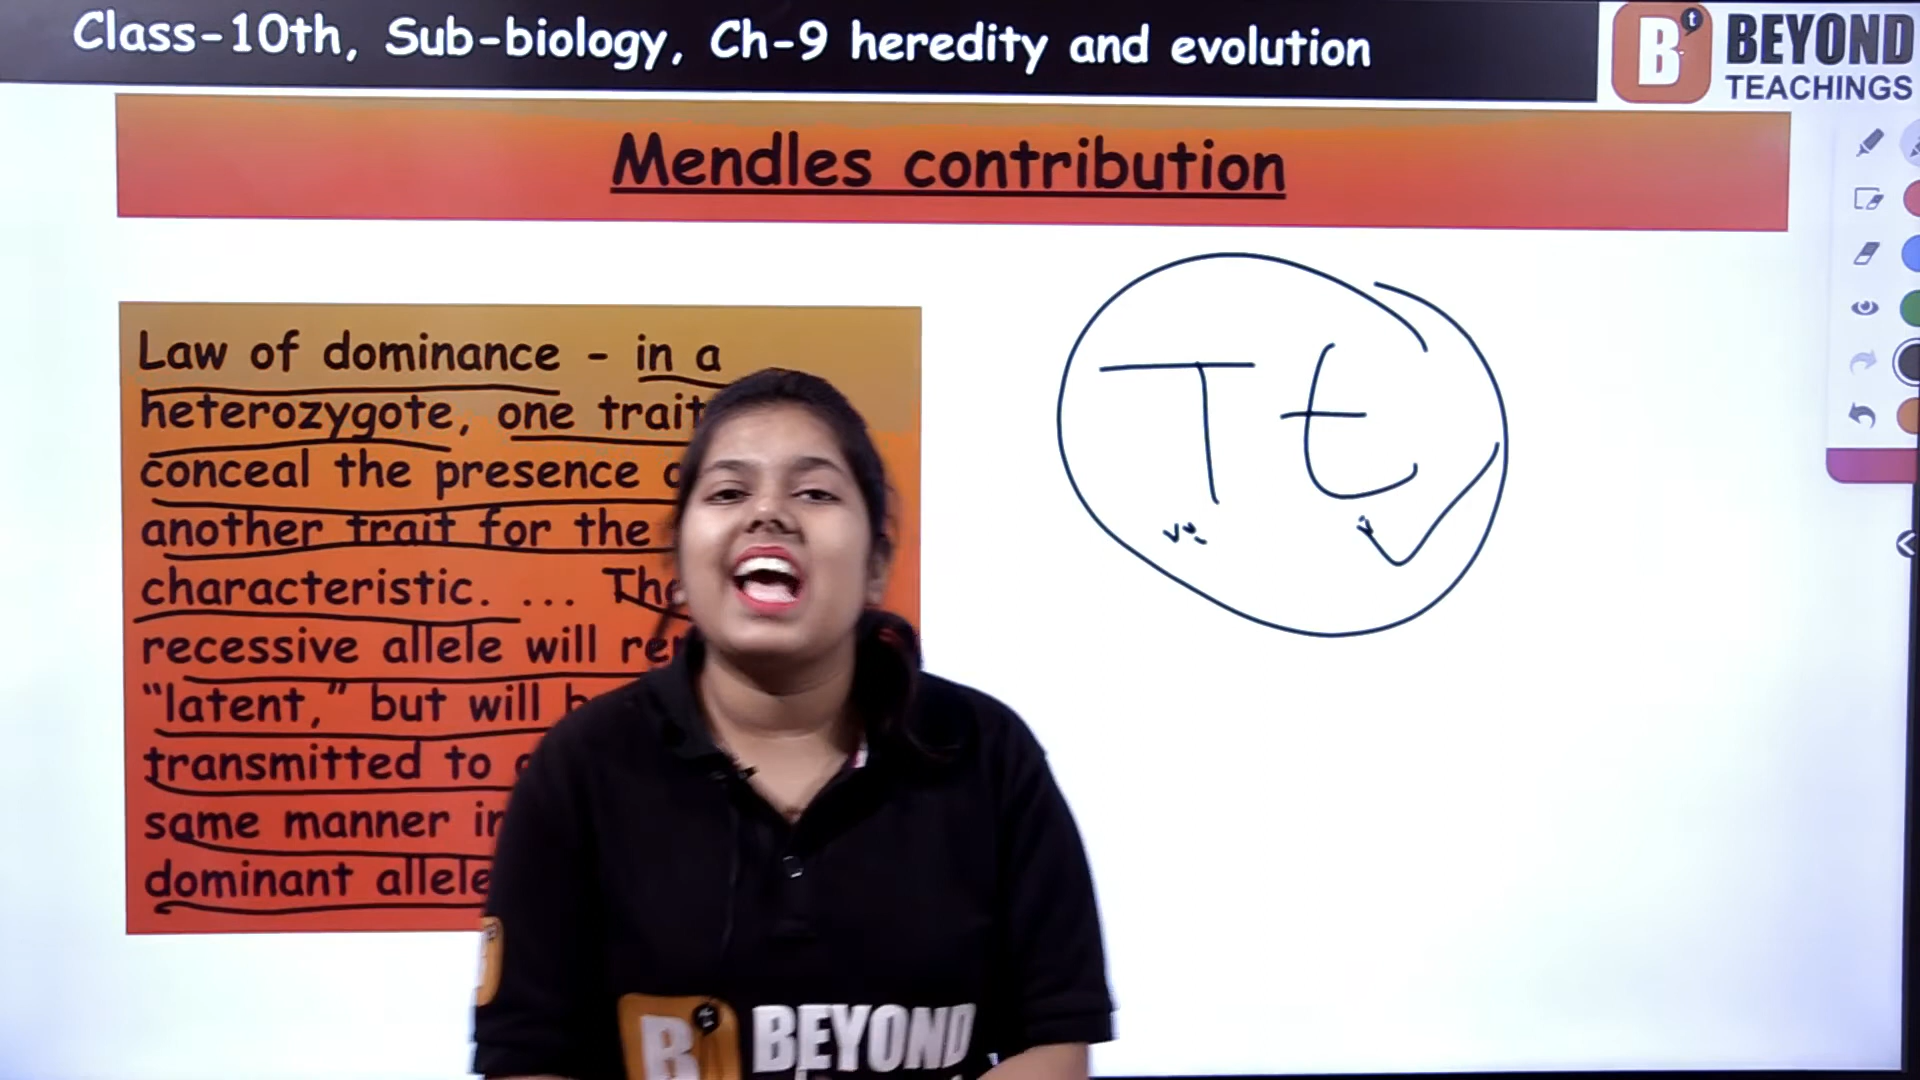 Class-10th, Sub-biology, Ch-9 heredity and evolution
B t BEYOND
TEACHINGS
Mendles contribution
Law of dominance - in a
heterozygote, one trait
conceal the presence
another trait for the
characteristic. ... The
recessive allele will
"latent," but will
transmitted to
same manner in
dominant allele
T t
B t BEYOND